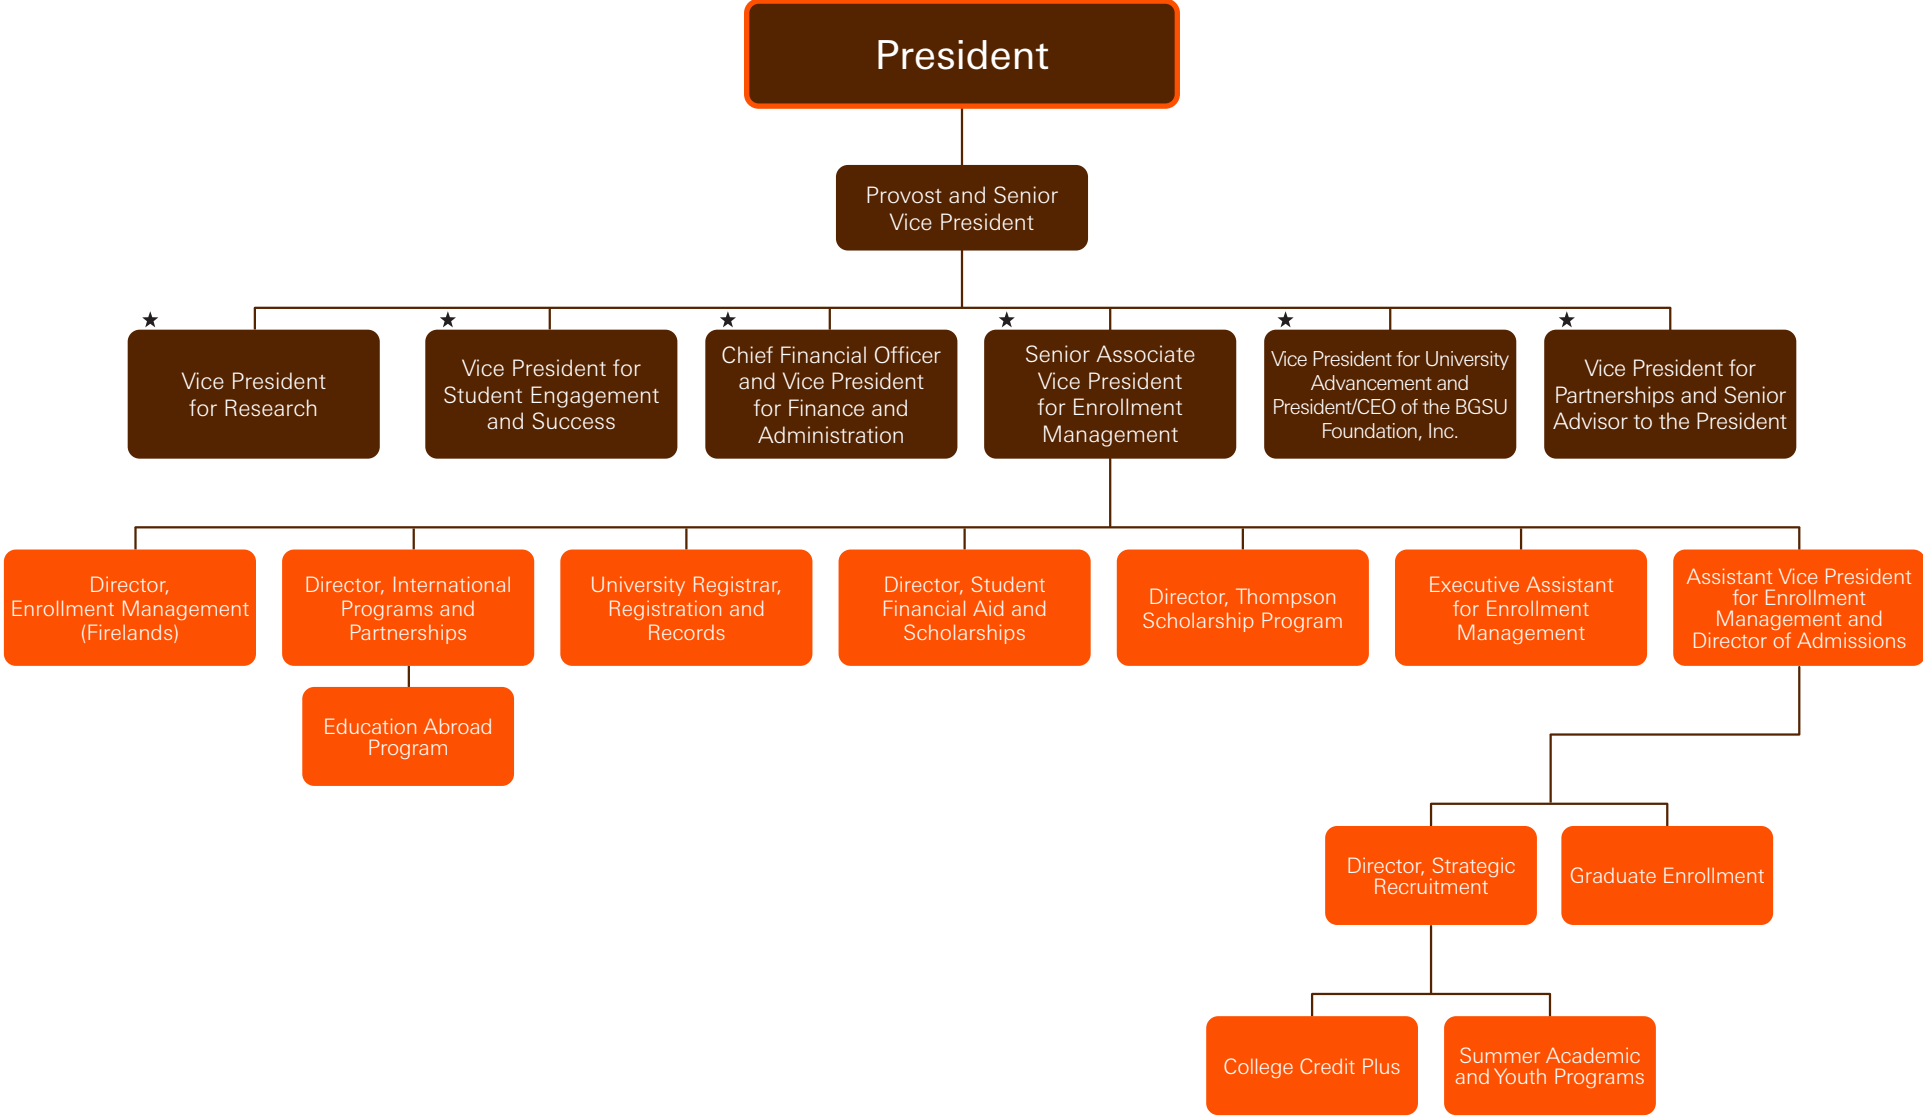 President
Provost and Senior
Vice President
★
Vice President
for Research
★
Vice President for
Student Engagement
and Success
★
Chief Financial Officer
and Vice President
for Finance and
Administration
★
Senior Associate
Vice President
for Enrollment
Management
★
Vice President for University
Advancement and
President/CEO of the BGSU
Foundation, Inc.
★
Vice President for
Partnerships and Senior
Advisor to the President
Director,
Enrollment Management
(Firelands)
Director, International
Programs and
Partnerships
University Registrar,
Registration and
Records
Director, Student
Financial Aid and
Scholarships
Director, Thompson
Scholarship Program
Executive Assistant
for Enrollment
Management
Assistant Vice President
for Enrollment
Management and
Director of Admissions
Education Abroad
Program
Director, Strategic
Recruitment
Graduate Enrollment
College Credit Plus
Summer Academic
and Youth Programs